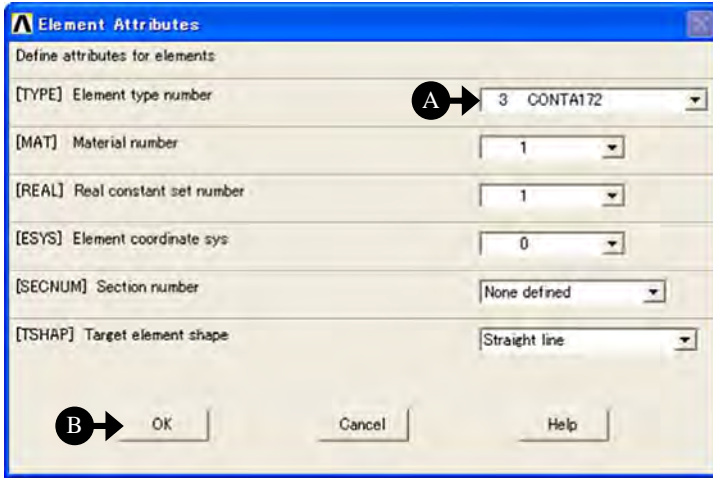 Element Attributes
Define attributes for elements
[TYPE] Element type number A 3 CONTA172
[MAT] Material number 1
[REAL] Real constant set number 1
[ESYS] Element coordinate sys 0
[SECNUM] Section number None defined
[TSHAP] Target element shape Straight line
B OK Cancel Help